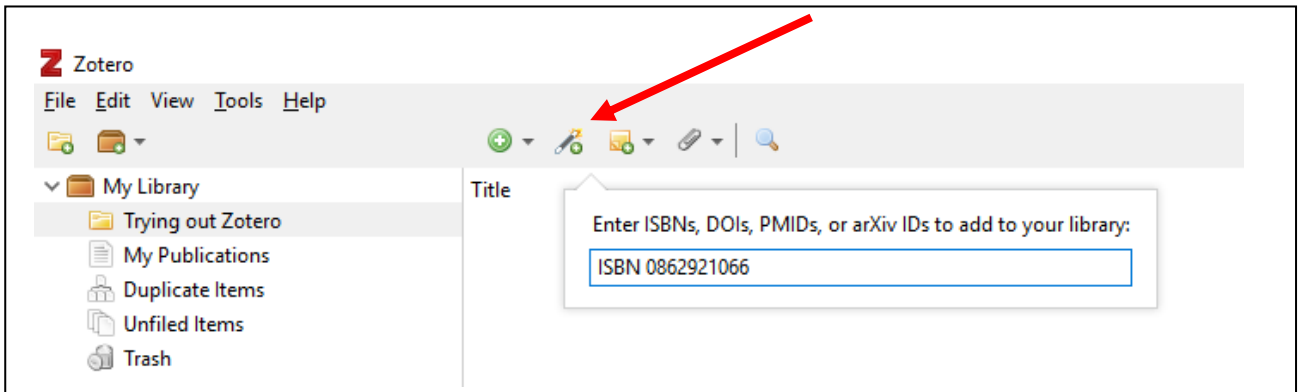 Zotero
File Edit View Tools Help
My Library
Title
Trying out Zotero
Enter ISBNs, DOIs, PMIDs, or arXiv IDs to add to your library:
My Publications
ISBN 0862921066
Duplicate Items
Unfiled Items
Trash